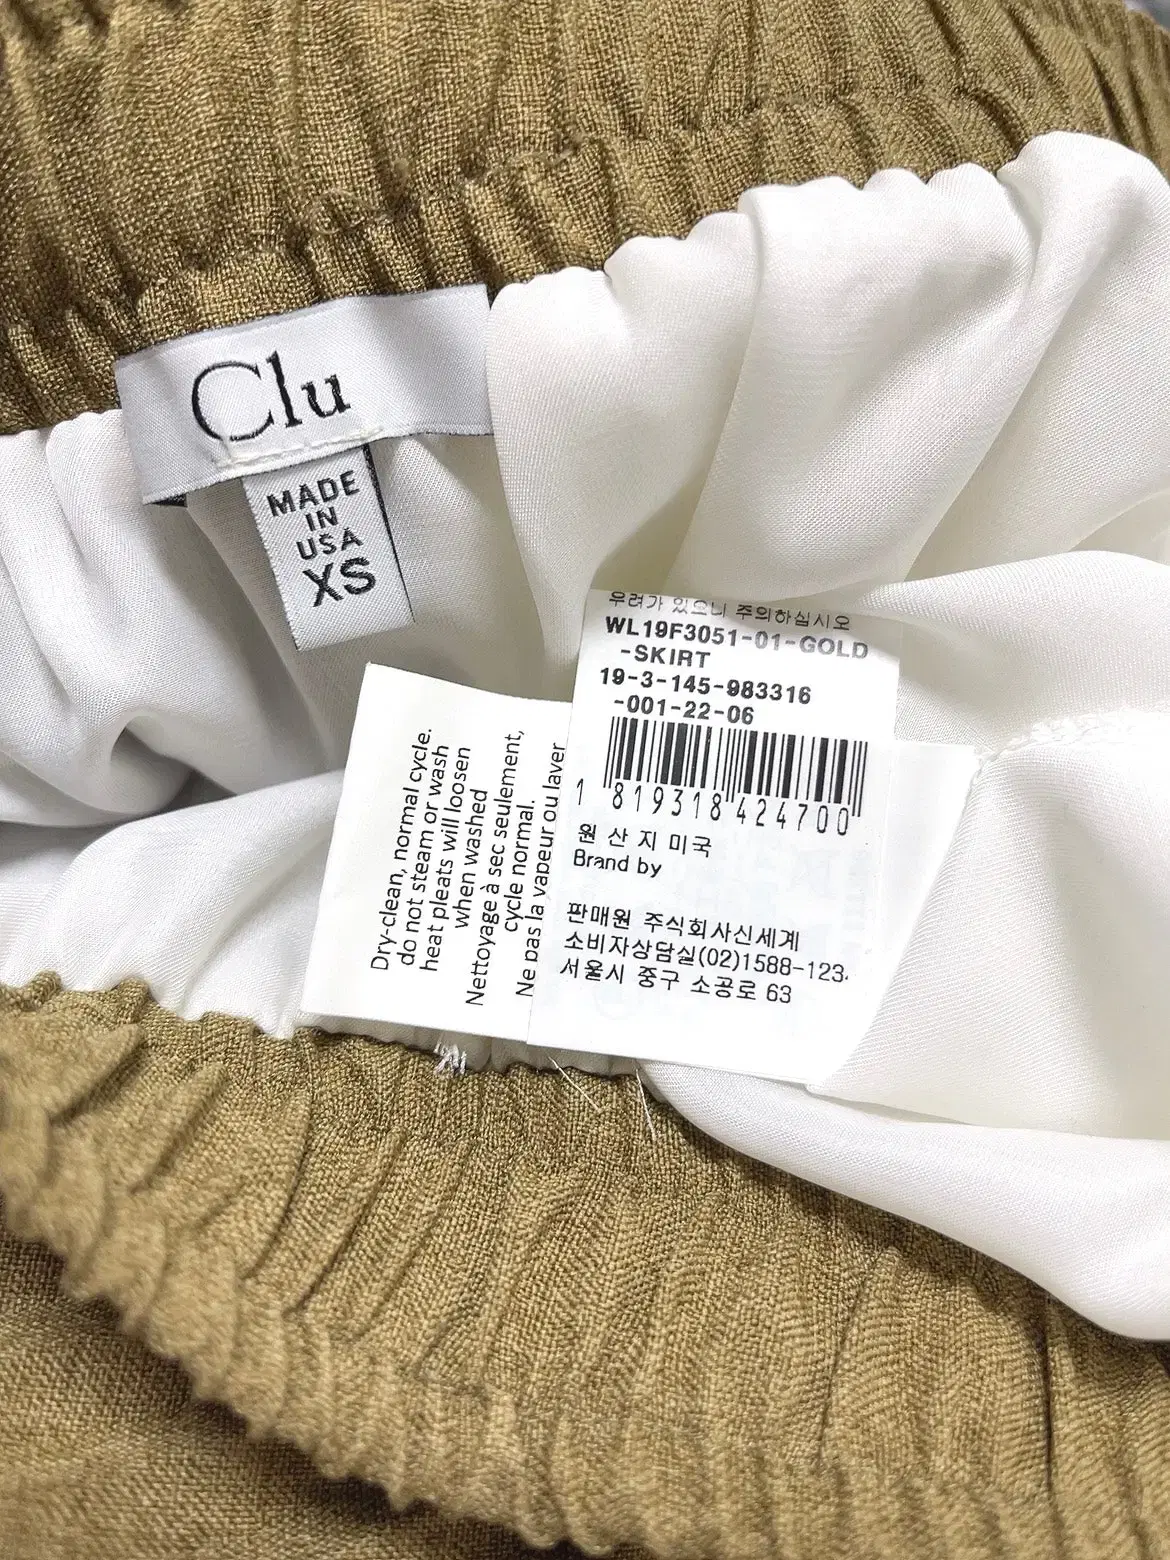 Clu
MADE
IN
USA
XS
우려가 있으니 주의하십시오
WL19F3051-01-GOLD
-SKIRT
19-3-145-983316
-001-22-06
1 819318 424700
원 산 지 미국
Brand by
판매원 주식회사신세계
소비자상담실(02)1588-123
서울시 중구 소공로 63
Dry-clean, normal cycle.
do not steam or wash
heat pleats will loosen
when washed
Nettoyage à sec seulement,
cycle normal.
Ne pas la vapeur ou laver